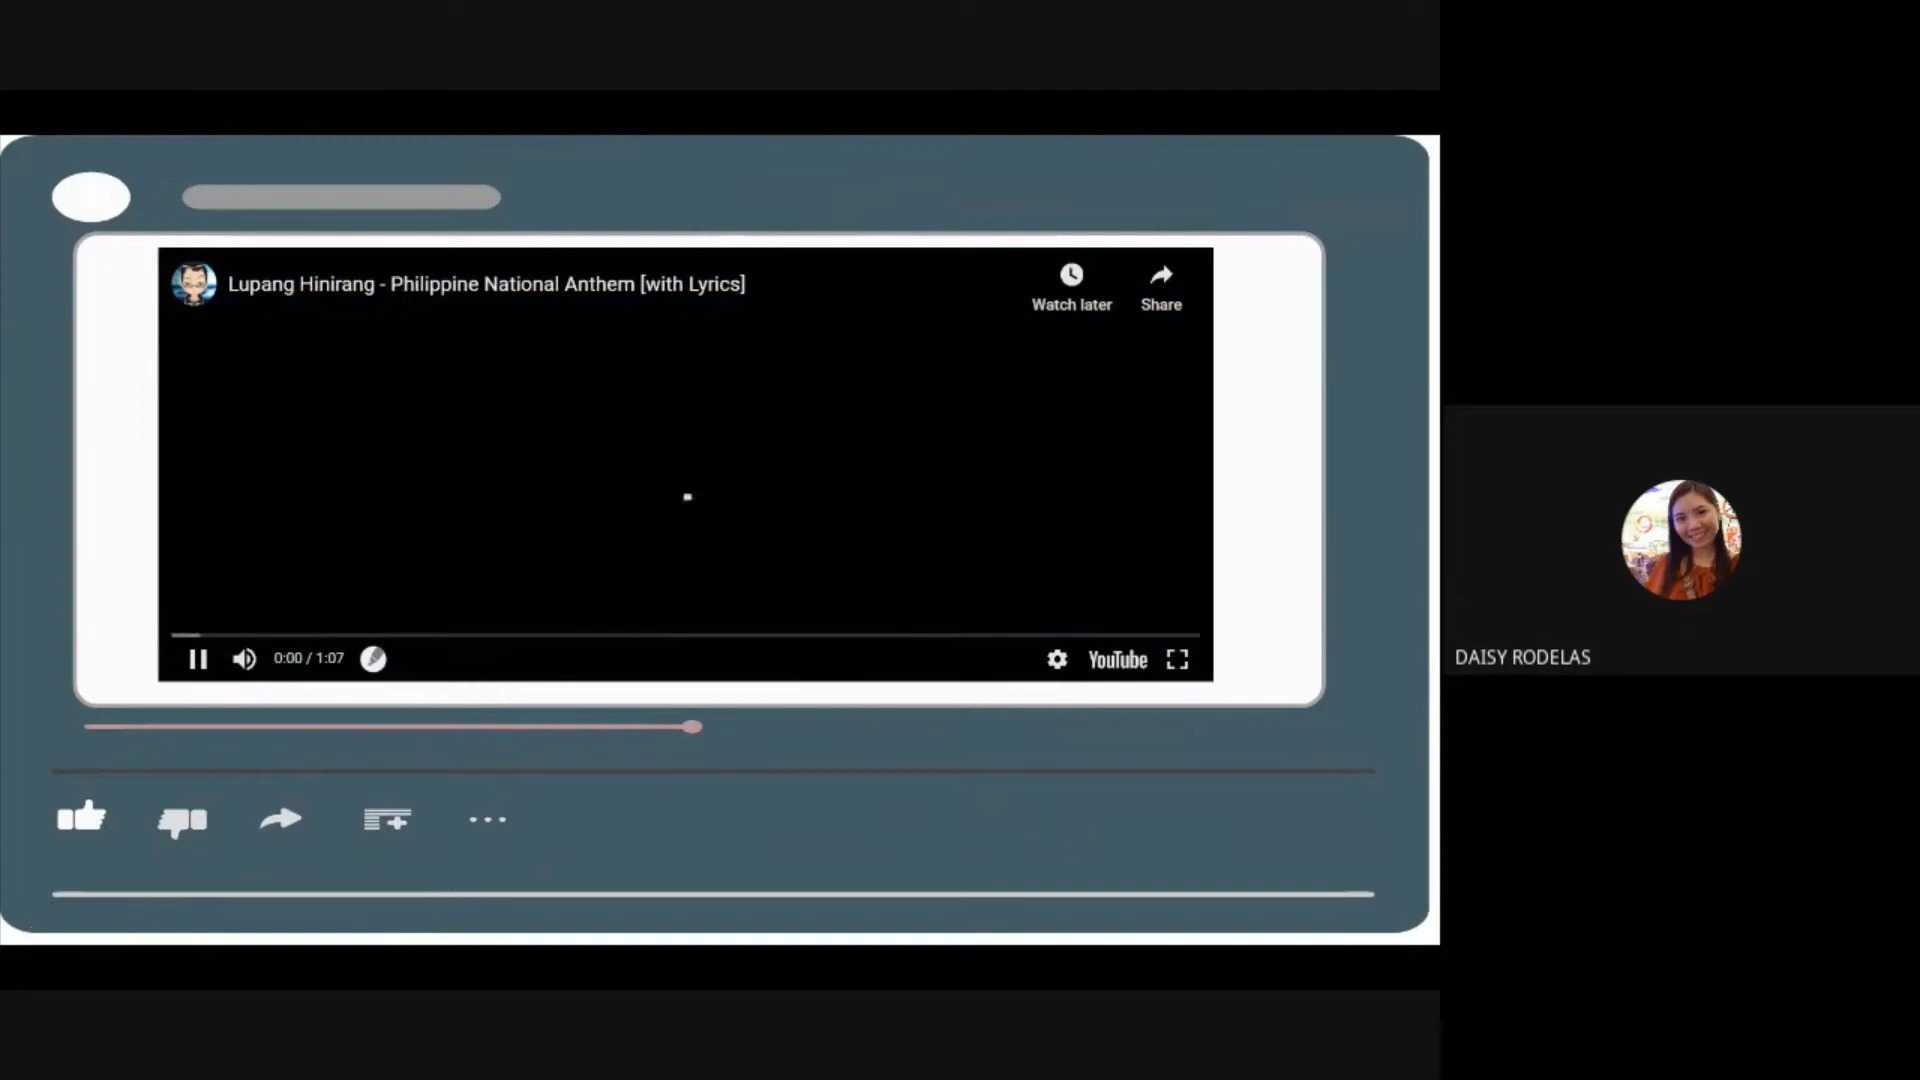 Lupang Hinirang - Philippine National Anthem [with Lyrics]
Watch later
Share
0:00 / 1:07
YouTube
DAISY RODELAS